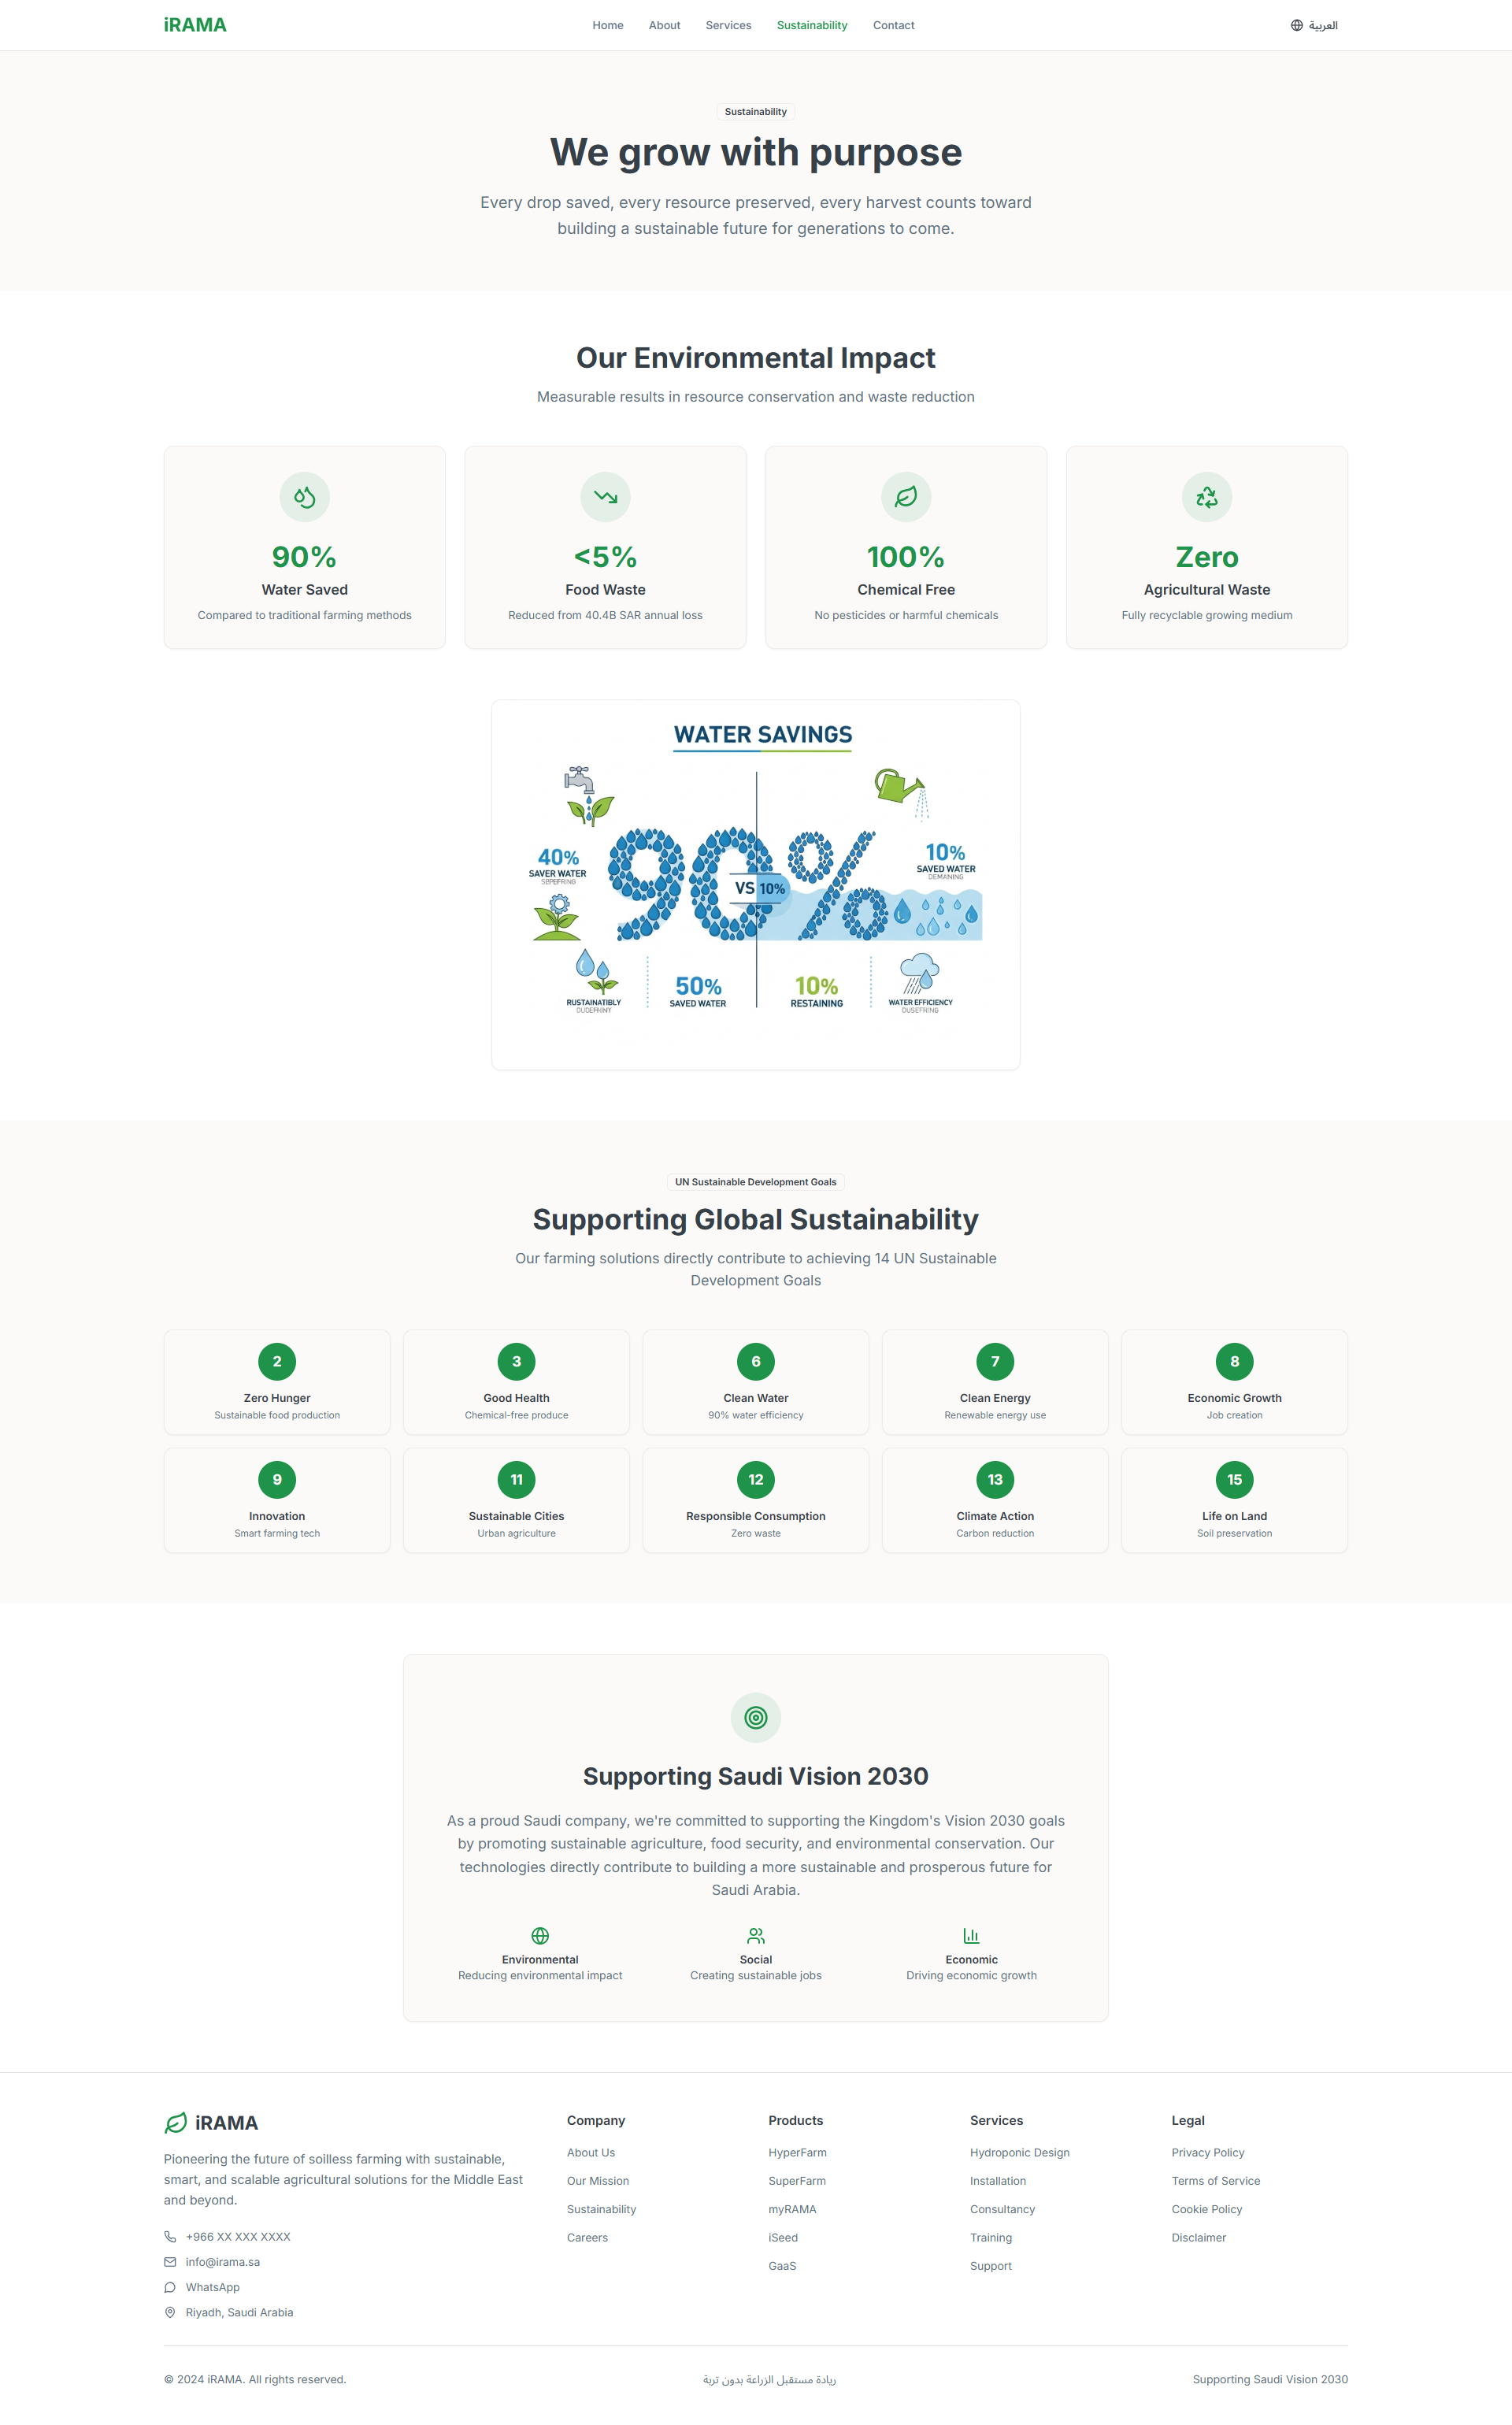 iRAMA
Home
About
Services
Sustainability
Contact
العربية
Sustainability
We grow with purpose
Every drop saved, every resource preserved, every harvest counts toward
building a sustainable future for generations to come.
Our Environmental Impact
Measurable results in resource conservation and waste reduction
90%
Water Saved
Compared to traditional farming methods
<5%
Food Waste
Reduced from 40.4B SAR annual loss
100%
Chemical Free
No pesticides or harmful chemicals
Zero
Agricultural Waste
Fully recyclable growing medium
WATER SAVINGS
90%
VS 10%
40%
SAVER WATER
10%
SAVED WATER
DEMANING
RUSTAINATIBLY
50%
SAVED WATER
10%
RESTAINING
WATER EFFICIENCY
DUSEFRING
UN Sustainable Development Goals
Supporting Global Sustainability
Our farming solutions directly contribute to achieving 14 UN Sustainable
Development Goals
2
Zero Hunger
Sustainable food production
3
Good Health
Chemical-free produce
6
Clean Water
90% water efficiency
7
Clean Energy
Renewable energy use
8
Economic Growth
Job creation
9
Innovation
Smart farming tech
11
Sustainable Cities
Urban agriculture
12
Responsible Consumption
Zero waste
13
Climate Action
Carbon reduction
15
Life on Land
Soil preservation
Supporting Saudi Vision 2030
As a proud Saudi company, we're committed to supporting the Kingdom's Vision 2030 goals
by promoting sustainable agriculture, food security, and environmental conservation. Our
technologies directly contribute to building a more sustainable and prosperous future for
Saudi Arabia.
Environmental
Reducing environmental impact
Social
Creating sustainable jobs
Economic
Driving economic growth
iRAMA
Pioneering the future of soilless farming with sustainable,
smart, and scalable agricultural solutions for the Middle East
and beyond.
+966 XX XXX XXXX
info@irama.sa
WhatsApp
Riyadh, Saudi Arabia
Company
About Us
Our Mission
Sustainability
Careers
Products
HyperFarm
SuperFarm
myRAMA
iSeed
GaaS
Services
Hydroponic Design
Installation
Consultancy
Training
Support
Legal
Privacy Policy
Terms of Service
Cookie Policy
Disclaimer
© 2024 iRAMA. All rights reserved.
ريادة مستقبل الزراعة بدون تربة
Supporting Saudi Vision 2030